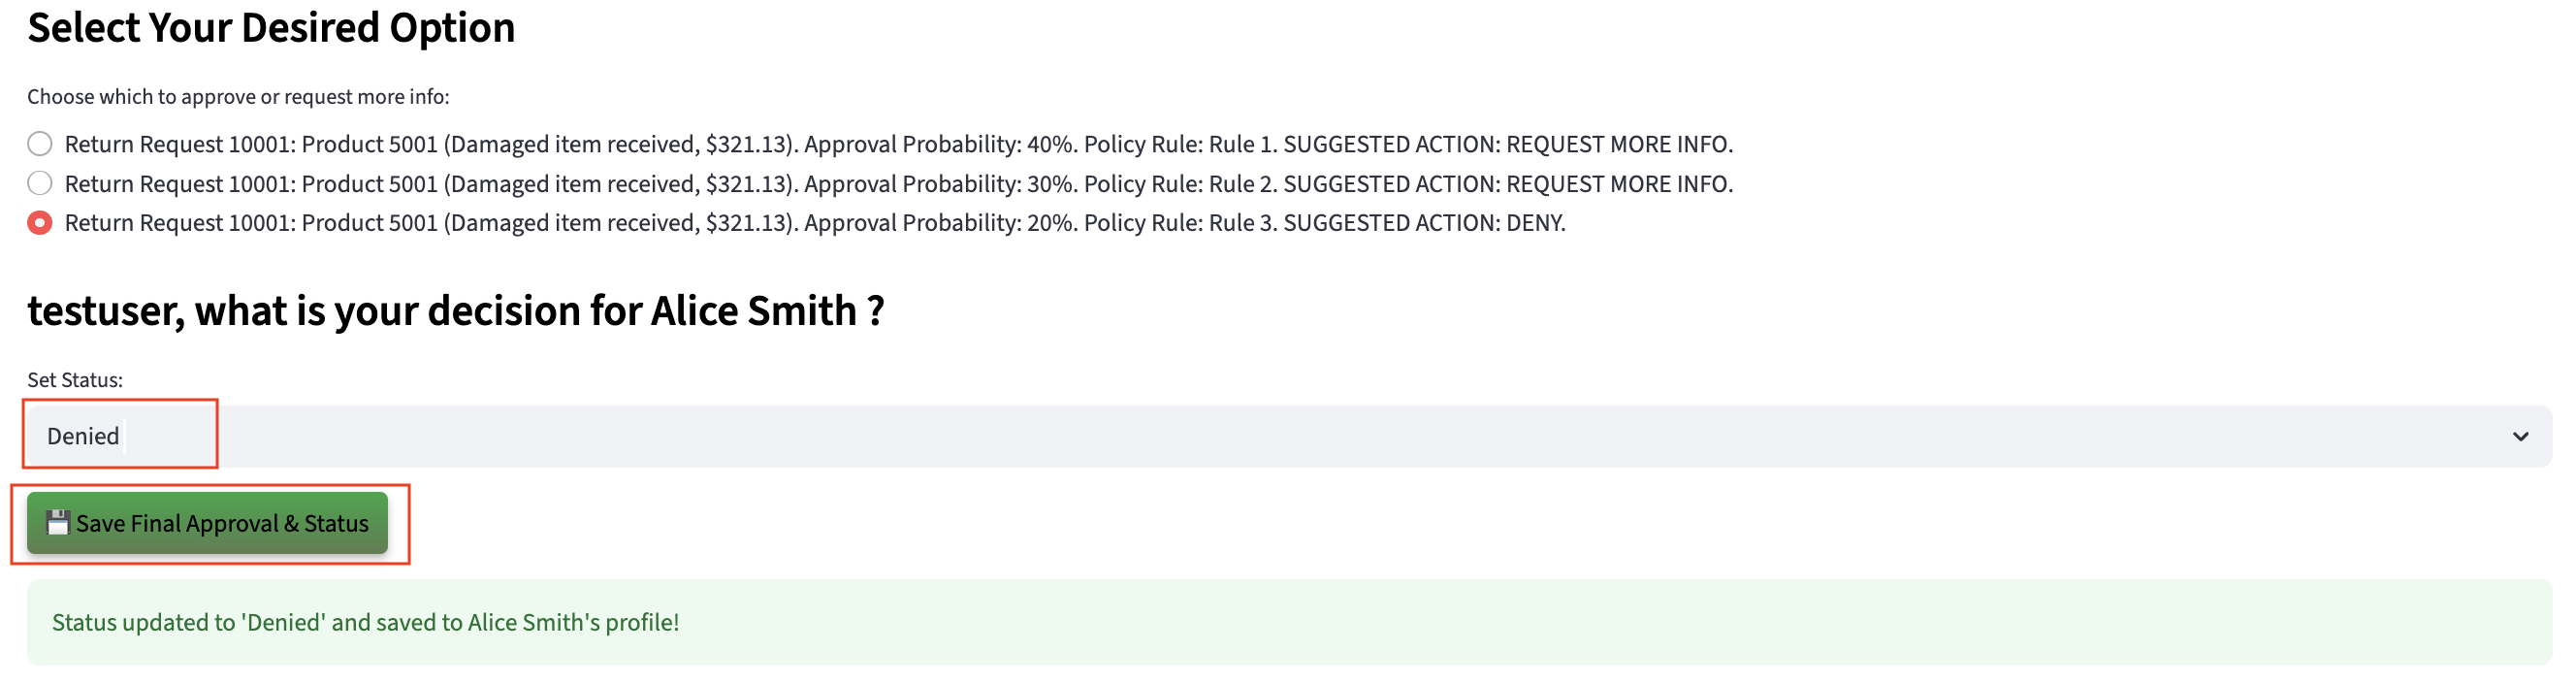 Select Your Desired Option
Choose which to approve or request more info:
Return Request 10001: Product 5001 (Damaged item received, $321.13). Approval Probability: 40%. Policy Rule: Rule 1. SUGGESTED ACTION: REQUEST MORE INFO.
Return Request 10001: Product 5001 (Damaged item received, $321.13). Approval Probability: 30%. Policy Rule: Rule 2. SUGGESTED ACTION: REQUEST MORE INFO.
Return Request 10001: Product 5001 (Damaged item received, $321.13). Approval Probability: 20%. Policy Rule: Rule 3. SUGGESTED ACTION: DENY.
testuser, what is your decision for Alice Smith ?
Set Status:
Denied
💾 Save Final Approval & Status
Status updated to 'Denied' and saved to Alice Smith's profile!